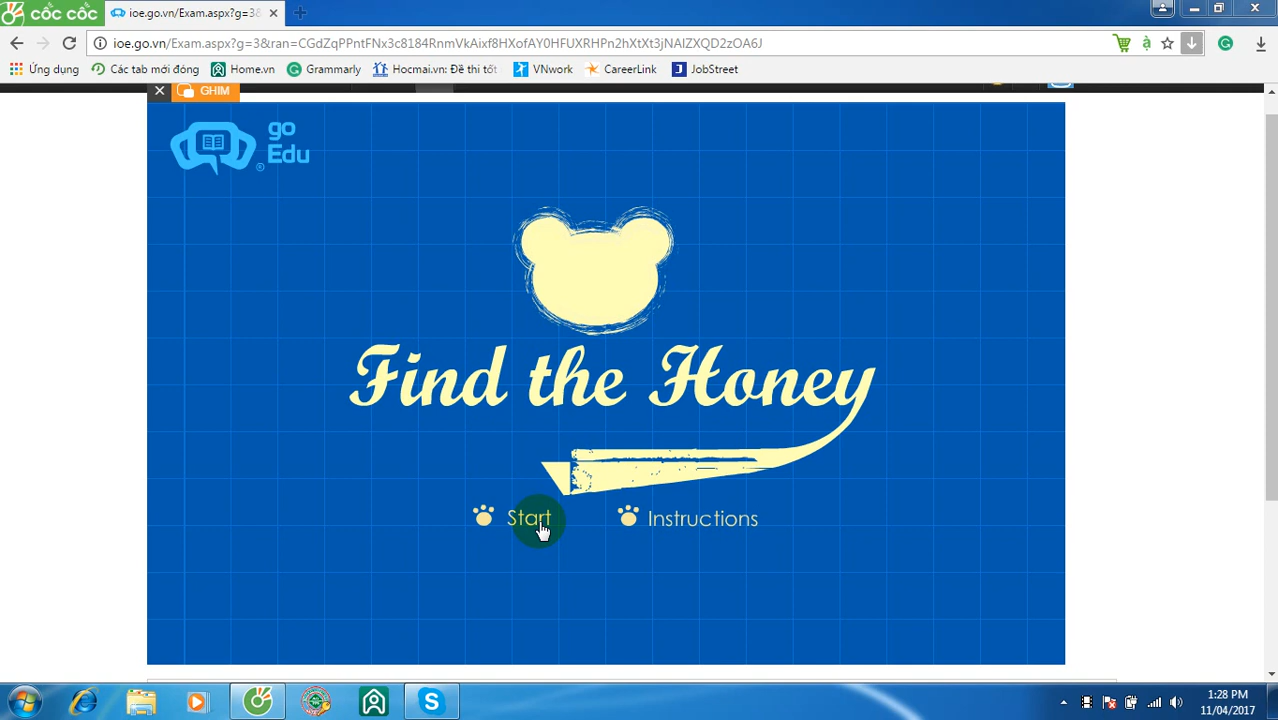 CỐC CỐC
ioe.go.vn/Exam.aspx?g=3&
ioe.go.vn/Exam.aspx?g=3&ran=CGdZqPPntFNx3c8184RnmVkAixf8HXofAY0HFUXRHPn2hXtXt3jNAIZXQD2zOA6J
Ứng dụng Các tab mới đóng Home.vn Grammarly Hocmai.vn: Đề thi tốt VNwork CareerLink JobStreet
GHIM
go
Edu
Find the Honey
Start Instructions
1:28 PM
11/04/2017